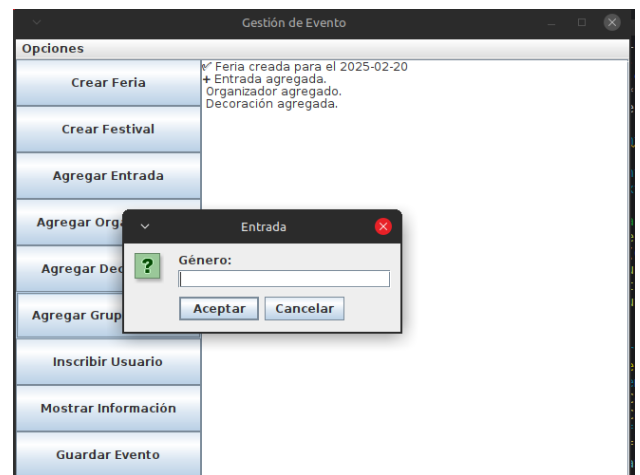 Gestión de Evento
Opciones
Crear Feria
Crear Festival
Agregar Entrada
Agregar Orga
Agregar Dec
Agregar Grup
Inscribir Usuario
Mostrar Información
Guardar Evento
✔ Feria creada para el 2025-02-20
+ Entrada agregada.
Organizador agregado.
Decoración agregada.
Entrada
?
Género:
Aceptar
Cancelar